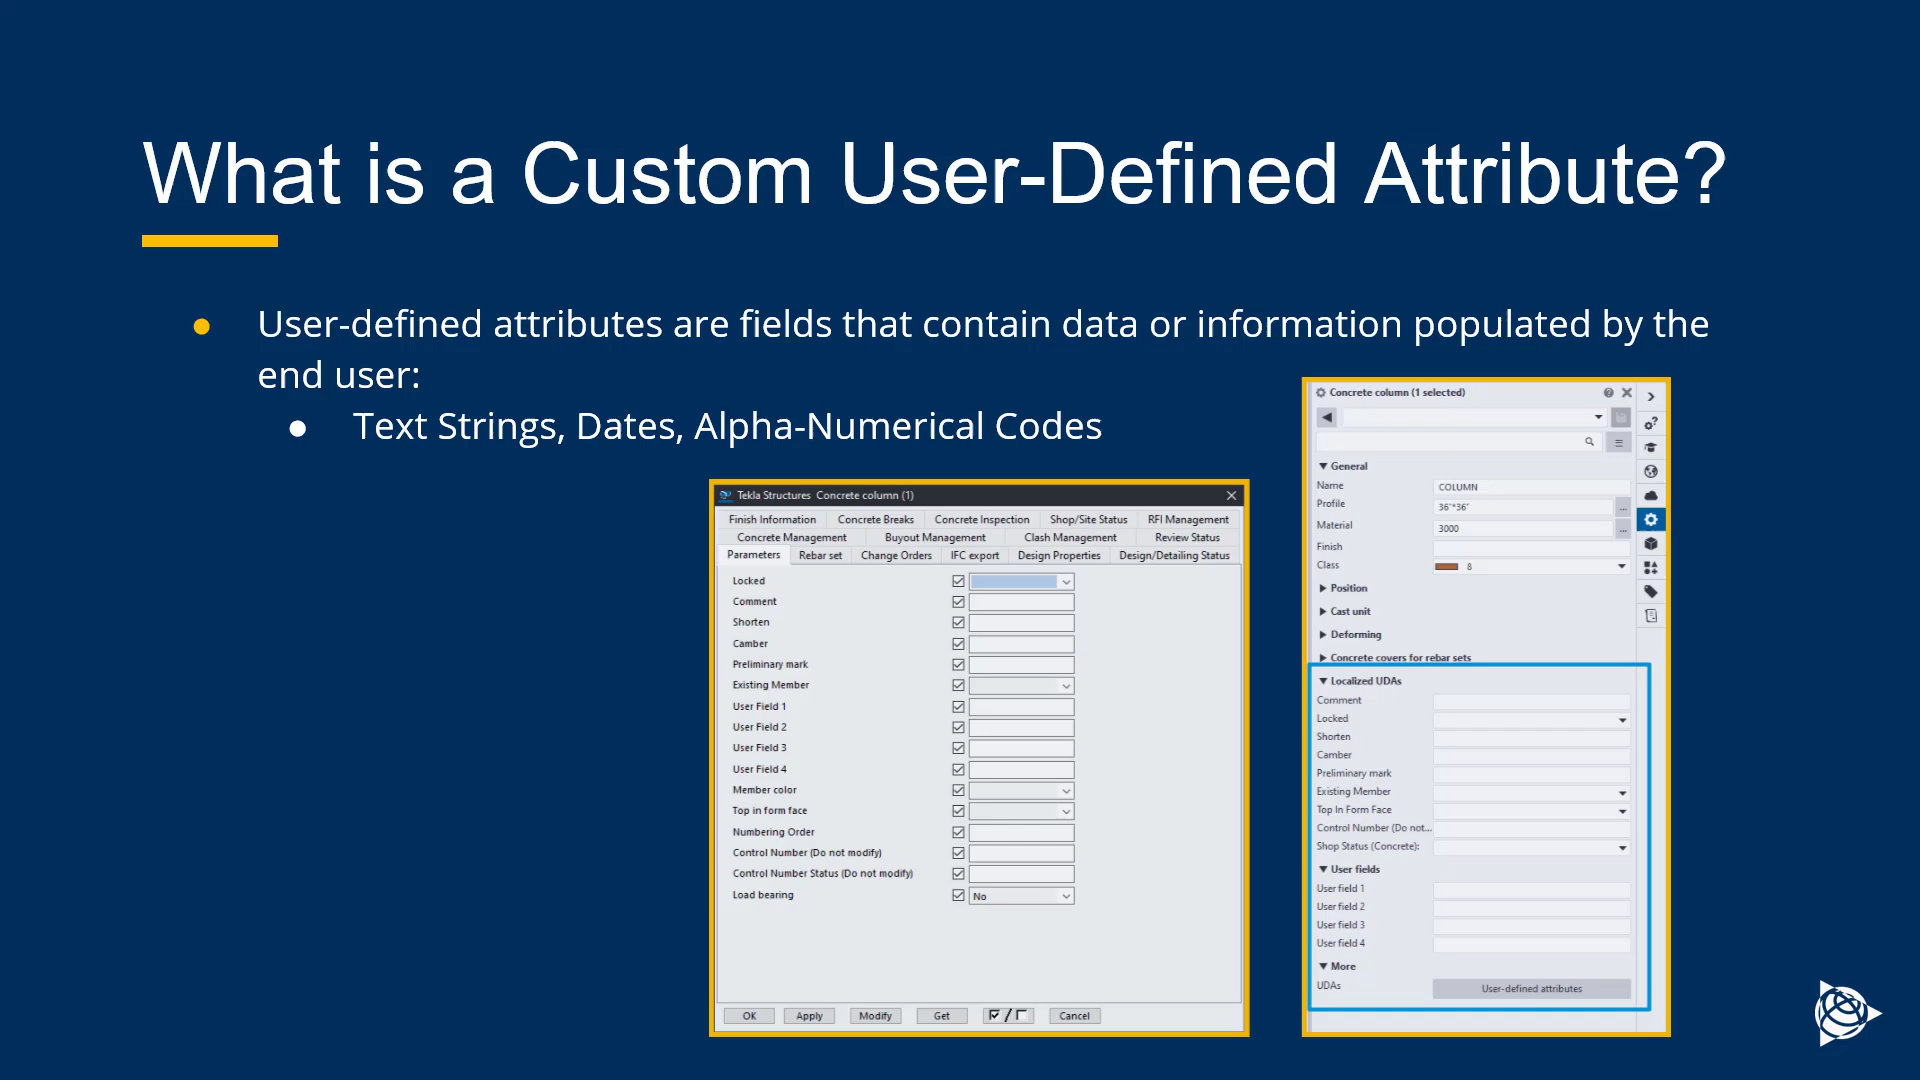 What is a Custom User-Defined Attribute?
User-defined attributes are fields that contain data or information populated by the
end user:
Text Strings, Dates, Alpha-Numerical Codes
Tekla Structures Concrete column (1)
Finish Information Concrete Breaks Concrete Inspection Shop/Site Status RFI Management
Concrete Management Buyout Management Clash Management Review Status
Parameters Rebar set Change Orders IFC export Design Properties Design/Detailing Status
Locked
Comment
Shorten
Camber
Preliminary mark
Existing Member
User Field 1
User Field 2
User Field 3
User Field 4
Member color
Top in form face
Numbering Order
Control Number (Do not modify)
Control Number Status (Do not modify)
Load bearing No
OK Apply Modify Get / Cancel
Concrete column (1 selected)
General
Name COLUMN
Profile 36"*36" ...
Material 3000 ...
Finish
Class 8
Position
Cast unit
Deforming
Concrete covers for rebar sets
Localized UDAs
Comment
Locked
Shorten
Camber
Preliminary mark
Existing Member
Top In Form Face
Control Number (Do not...
Shop Status (Concrete):
User fields
User field 1
User field 2
User field 3
User field 4
More
UDAs User-defined attributes